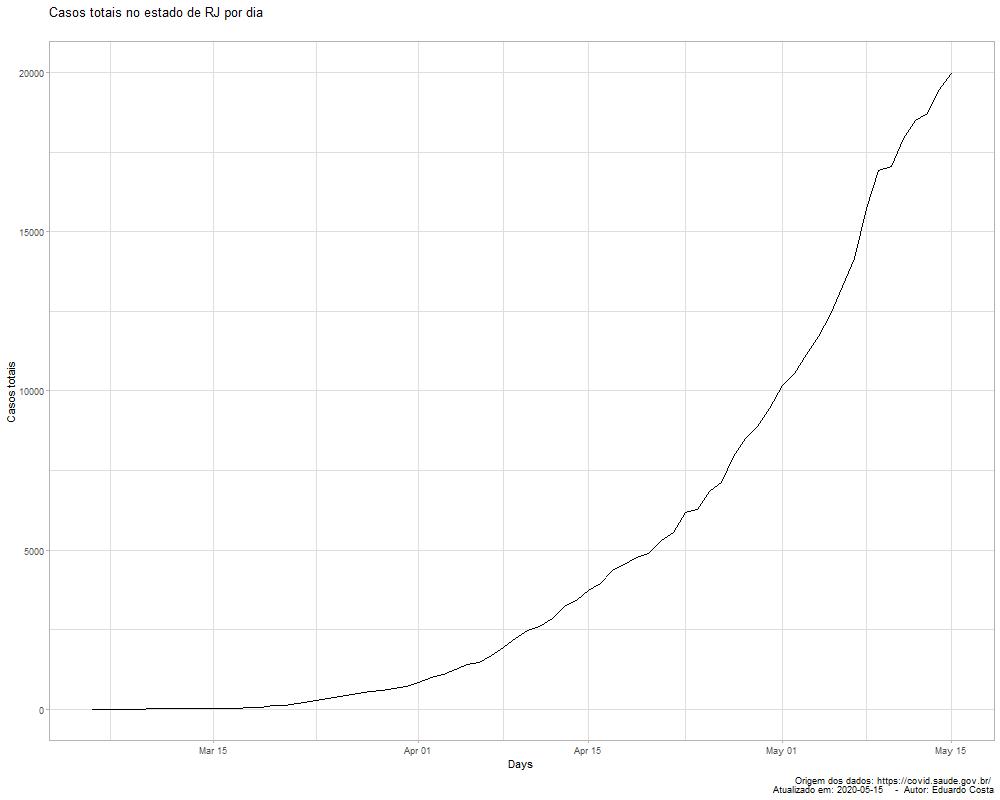 Casos totais no estado de RJ por dia
20000
15000
10000
5000
0
Casos totais
Mar 15
Apr 01
Apr 15
May 01
May 15
Days
Origem dos dados: https://covid.saude.gov.br/
Atualizado em: 2020-05-15 - Autor: Eduardo Costa